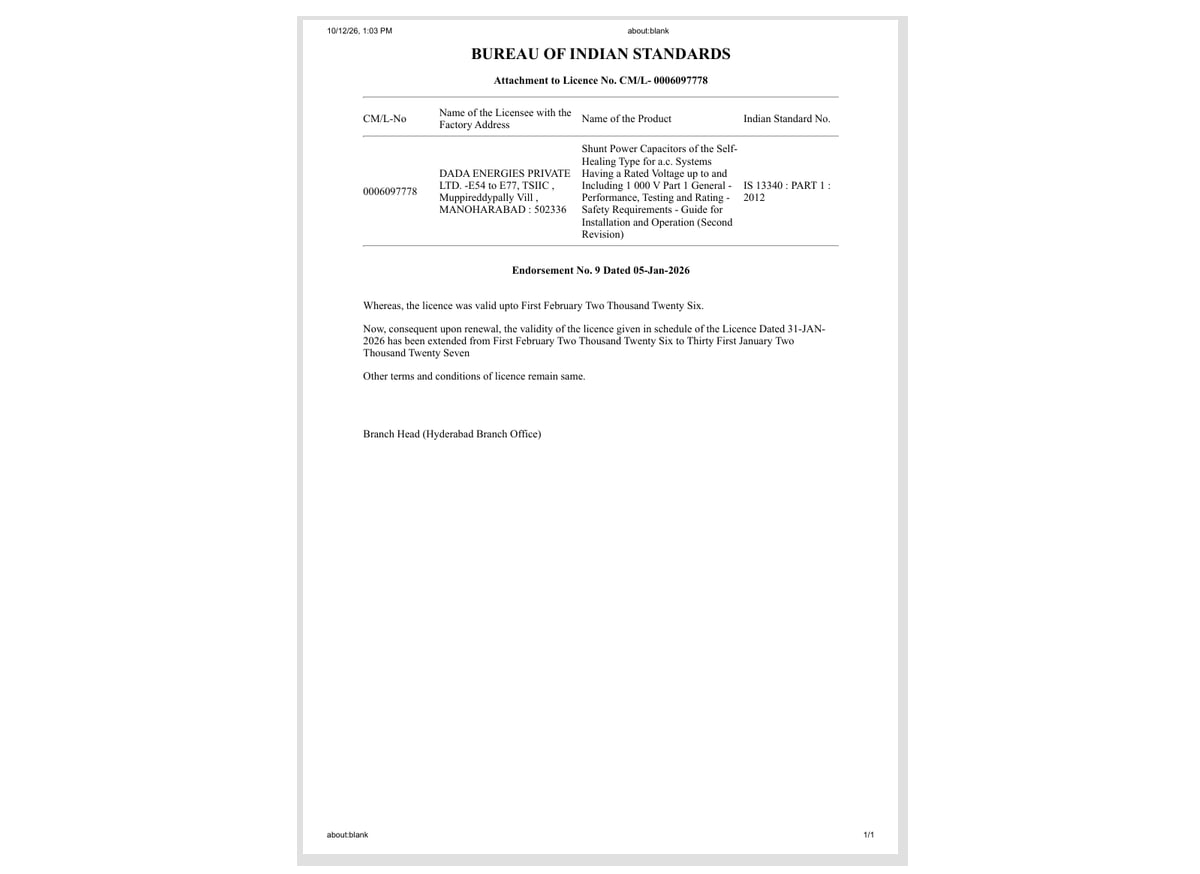 10/12/26, 1:03 PM
about:blank
BUREAU OF INDIAN STANDARDS
Attachment to Licence No. CM/L- 0006097778
CM/L-No
Name of the Licensee with the
Factory Address
Name of the Product
Indian Standard No.
0006097778
DADA ENERGIES PRIVATE
LTD. -E54 to E77, TSIIC ,
Muppireddypally Vill ,
MANOHARABAD : 502336
Shunt Power Capacitors of the Self-
Healing Type for a.c. Systems
Having a Rated Voltage up to and
Including 1 000 V Part 1 General -
Performance, Testing and Rating -
Safety Requirements - Guide for
Installation and Operation (Second
Revision)
IS 13340 : PART 1 :
2012
Endorsement No. 9 Dated 05-Jan-2026
Whereas, the licence was valid upto First February Two Thousand Twenty Six.
Now, consequent upon renewal, the validity of the licence given in schedule of the Licence Dated 31-JAN-
2026 has been extended from First February Two Thousand Twenty Six to Thirty First January Two
Thousand Twenty Seven
Other terms and conditions of licence remain same.
Branch Head (Hyderabad Branch Office)
about:blank
1/1